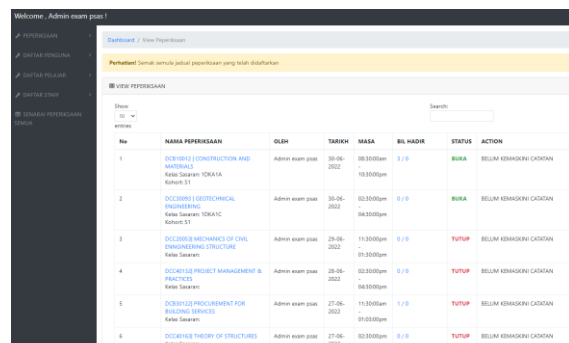 Welcome , Admin exam psas !
PEPERIKSAAN
DAFTAR PENGUNA
DAFTAR PELAJAR
DAFTAR STAFF
SENARAI PEPERIKSAAN
SEMUA
Dashboard / View Peperiksaan
Perhatian! Semak semula jadual peperiksaan yang telah didaftarkan
VIEW PEPERIKSAAN
Show
10
entries
Search:
No NAMA PEPERIKSAAN OLEH TARIKH MASA BIL HADIR STATUS ACTION
1 DCB10012 | CONSTRUCTION AND Admin exam psas 30-06- 08:30:00am 3 / 0 BUKA BELUM KEMASKINI CATATAN
MATERIALS 2022 -
Kelas Sasaran: 1DKA1A 10:30:00pm
Kohort: S1
2 DCC30093 | GEOTECHNICAL Admin exam psas 30-06- 02:30:00pm 0 / 0 BUKA BELUM KEMASKINI CATATAN
ENGINEERING 2022 -
Kelas Sasaran: 1DKA1C 04:30:00pm
Kohort: S1
3 DCC20053| MECHANICS OF CIVIL Admin exam psas 29-06- 11:30:00pm 0 / 0 TUTUP BELUM KEMASKINI CATATAN
ENNGINEERING STRUCTURE 2022 -
Kelas Sasaran: 01:30:00pm
4 DCC40132| PROJECT MANAGEMENT & Admin exam psas 28-06- 02:30:00pm 0 / 0 TUTUP BELUM KEMASKINI CATATAN
PRACTICES 2022 -
Kelas Sasaran: 04:30:00pm
5 DCB30122| PROCUREMENT FOR Admin exam psas 27-06- 11:30:00am 1 / 0 TUTUP BELUM KEMASKINI CATATAN
BUILDING SERVICES 2022 -
Kelas Sasaran: 01:03:00pm
6 DCC40163| THEORY OF STRUCTURES Admin exam psas 27-06- 02:30:00pm 0 / 0 TUTUP BELUM KEMASKINI CATATAN